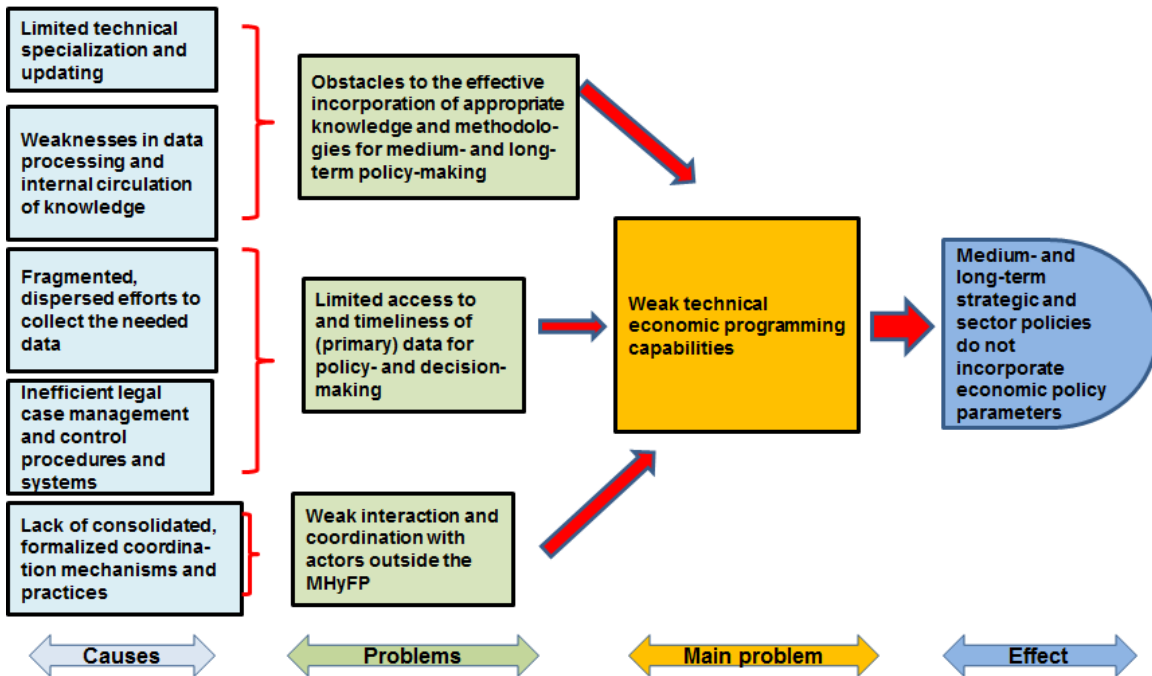 Limited technical
specialization and
updating
Weaknesses in data
processing and
internal circulation
of knowledge
Fragmented,
dispersed efforts to
collect the needed
data
Inefficient legal
case management
and control
procedures and
systems
Lack of consolidated,
formalized coordina-
tion mechanisms and
practices
Obstacles to the effective
incorporation of appropriate
knowledge and methodolo-
gies for medium- and long-
term policy-making
Limited access to
and timeliness of
(primary) data for
policy- and decision-
making
Weak interaction and
coordination with
actors outside the
MHyFP
Weak technical
economic programming
capabilities
Medium- and
long-term
strategic and
sector policies
do not
incorporate
economic policy
parameters
Causes
Problems
Main problem
Effect